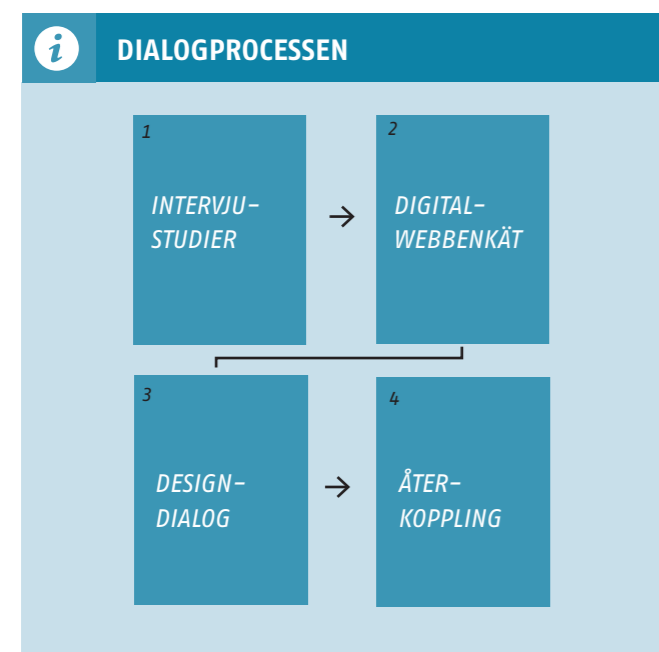 i
DIALOGPROCESSEN
1
INTERVJU–
STUDIER
→
2
DIGITAL–
WEBBENKÄT
3
DESIGN–
DIALOG
→
4
ÅTER–
KOPPLING